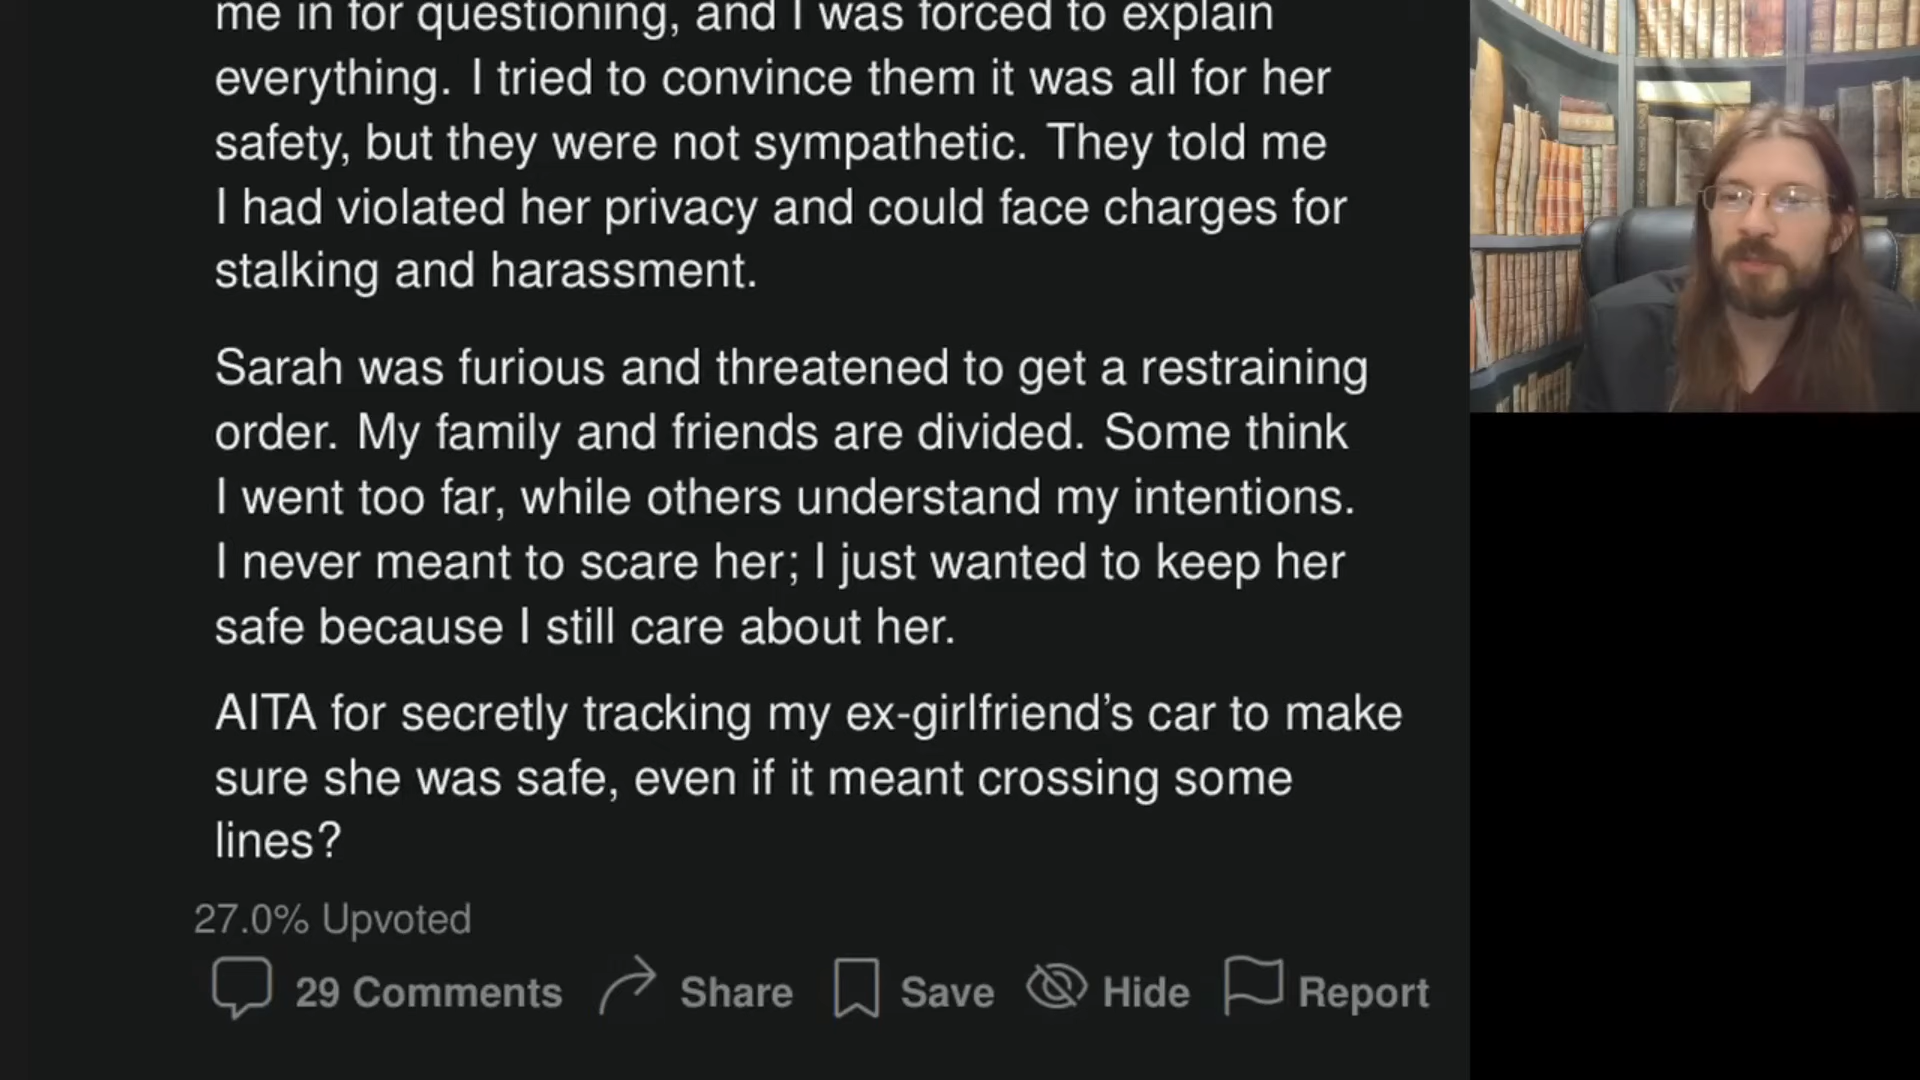 me in for questioning, and I was forced to explain
everything. I tried to convince them it was all for her
safety, but they were not sympathetic. They told me
I had violated her privacy and could face charges for
stalking and harassment.
Sarah was furious and threatened to get a restraining
order. My family and friends are divided. Some think
I went too far, while others understand my intentions.
I never meant to scare her; I just wanted to keep her
safe because I still care about her.
AITA for secretly tracking my ex-girlfriend’s car to make
sure she was safe, even if it meant crossing some
lines?
27.0% Upvoted
29 Comments Share Save Hide Report